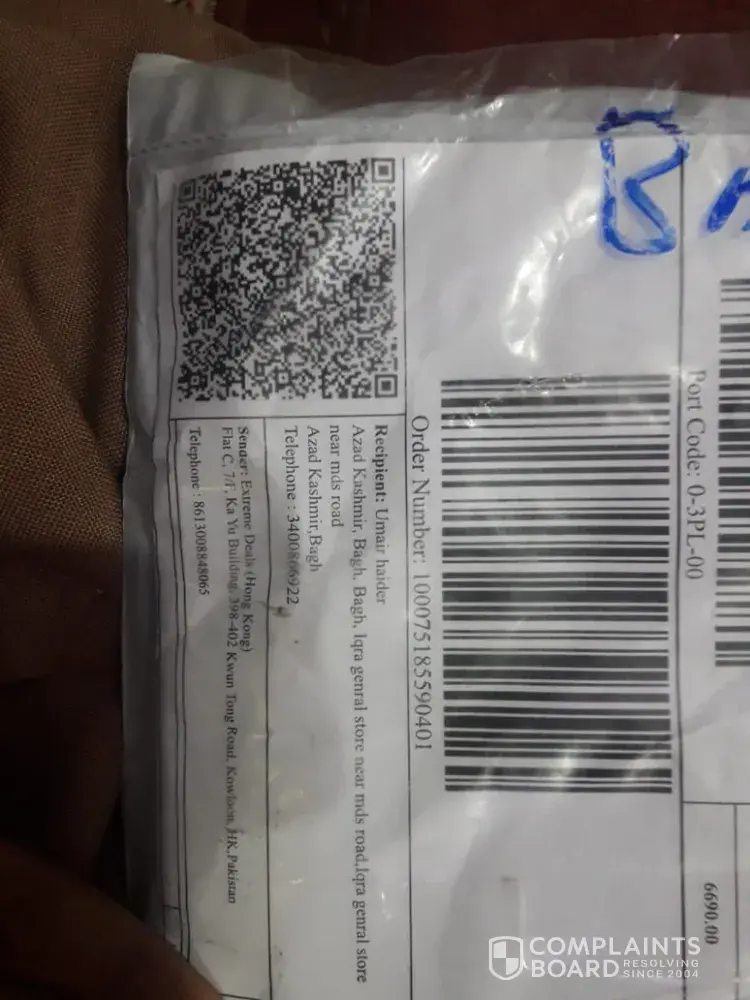 BA
Port Code: 0-3PL-00
6690.00
Order Number: 100075185590401
Recipient: Umair haider
Azad Kashmir, Bagh, Bagh, Iqra genral store near mds road,Iqra genral store
near mds road
Azad Kashmir,Bagh
Telephone : 3400866922
Sender: Extreme Deals (Hong Kong)
Flat C, 7/F, Ka Yu Building, 398-402 Kwun Tong Road, Kowloon, HK,Pakistan
Telephone : 8613008848065
COMPLAINTS
BOARD RESOLVING SINCE 2004